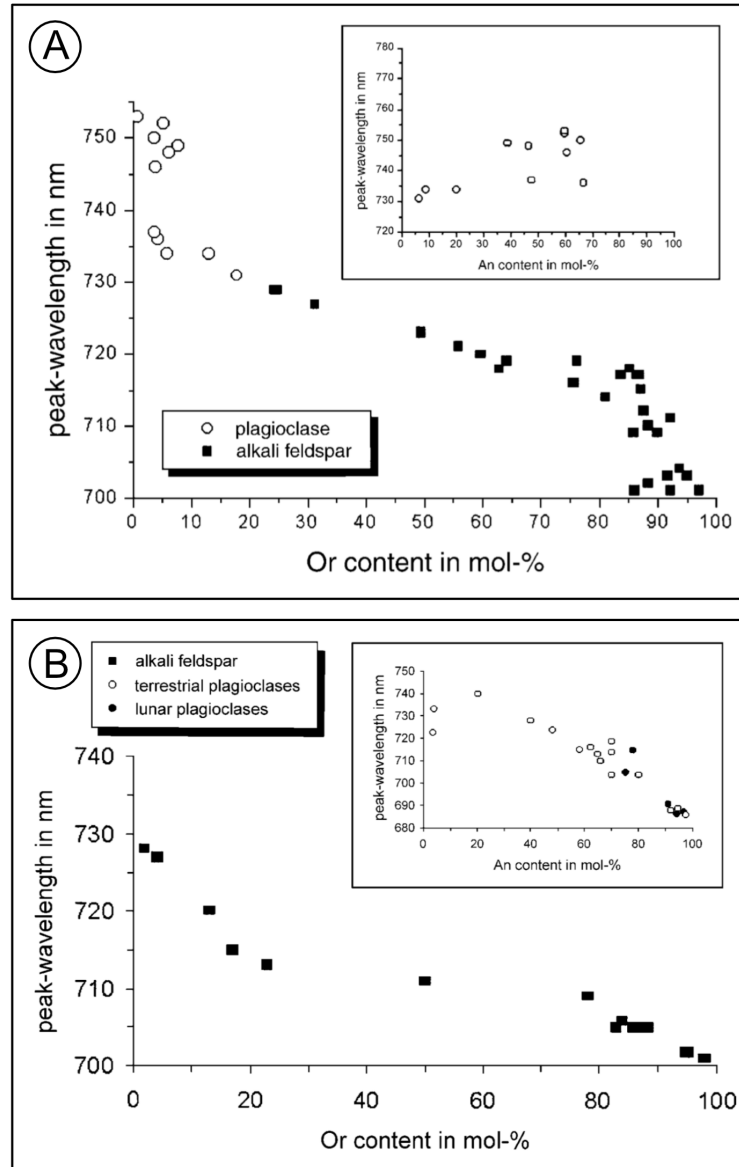 A
peak-wavelength in nm
750
740
730
720
710
700
0 10 20 30 40 50 60 70 80 90 100
Or content in mol-%
plagioclase
alkali feldspar
peak-wavelength in nm
780
770
760
750
740
730
720
0 10 20 30 40 50 60 70 80 90 100
An content in mol-%
B
alkali feldspar
terrestrial plagioclases
lunar plagioclases
peak-wavelength in nm
740
730
720
710
700
0 20 40 60 80 100
Or content in mol-%
peak-wavelength in nm
750
740
730
720
710
700
690
680
0 20 40 60 80 100
An content in mol-%